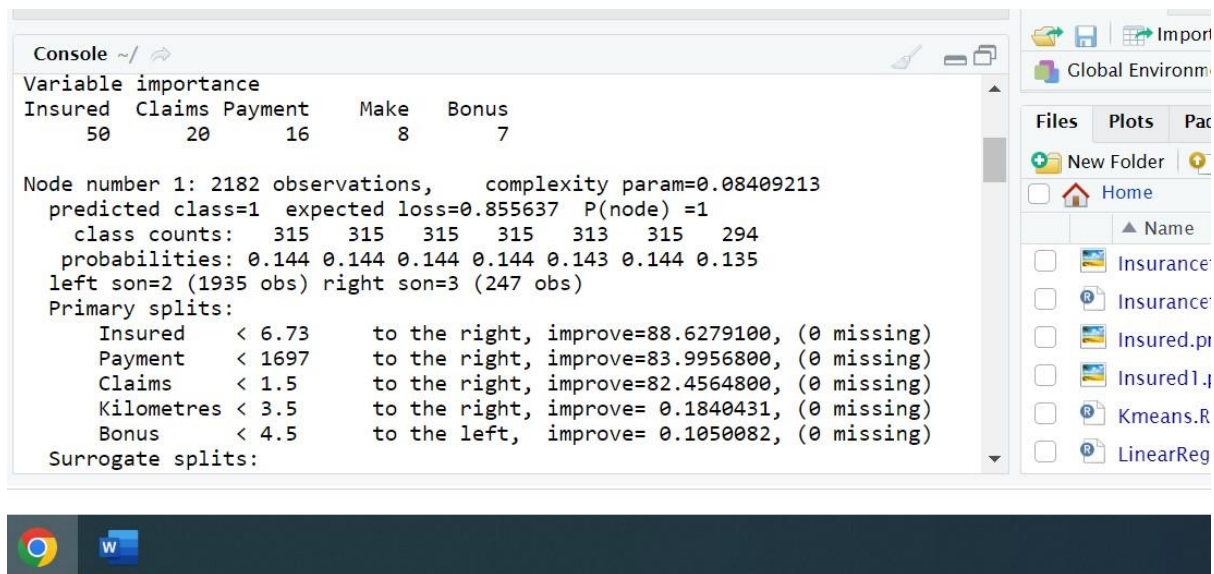 Console ~/
Variable importance
Insured  Claims Payment    Make   Bonus
     50      20      16       8       7
Node number 1: 2182 observations,    complexity param=0.08409213
  predicted class=1  expected loss=0.855637  P(node) =1
    class counts:   315   315   315   315   313   315   294
   probabilities: 0.144 0.144 0.144 0.144 0.143 0.144 0.135
  left son=2 (1935 obs) right son=3 (247 obs)
  Primary splits:
      Insured    < 6.73     to the right, improve=88.6279100, (0 missing)
      Payment    < 1697     to the right, improve=83.9956800, (0 missing)
      Claims     < 1.5      to the right, improve=82.4564800, (0 missing)
      Kilometres < 3.5      to the right, improve= 0.1840431, (0 missing)
      Bonus      < 4.5      to the left,  improve= 0.1050082, (0 missing)
  Surrogate splits:
Import
Global Environm
Files Plots Pac
New Folder
Home
Name
Insurance
Insurance
Insured.pr
Insured1.p
Kmeans.R
LinearReg
W